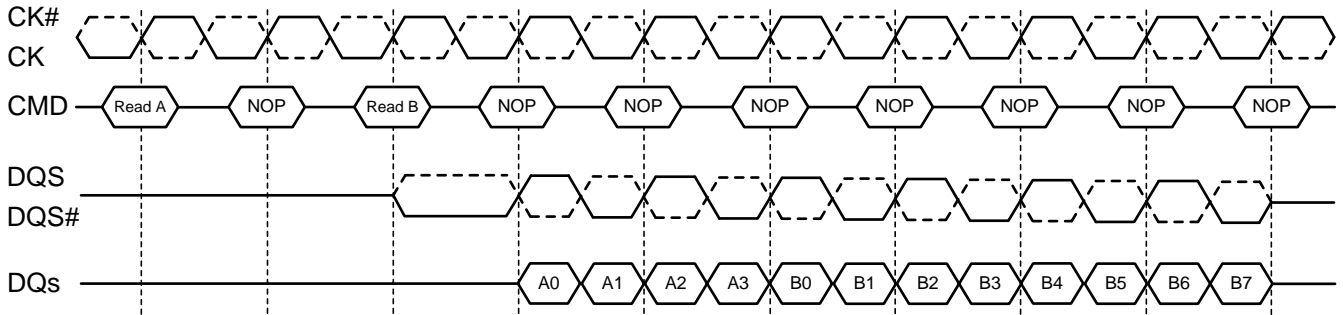 CK#
CK
CMD Read A NOP Read B NOP NOP NOP NOP NOP NOP NOP
DQS
DQS#
DQs A0 A1 A2 A3 B0 B1 B2 B3 B4 B5 B6 B7